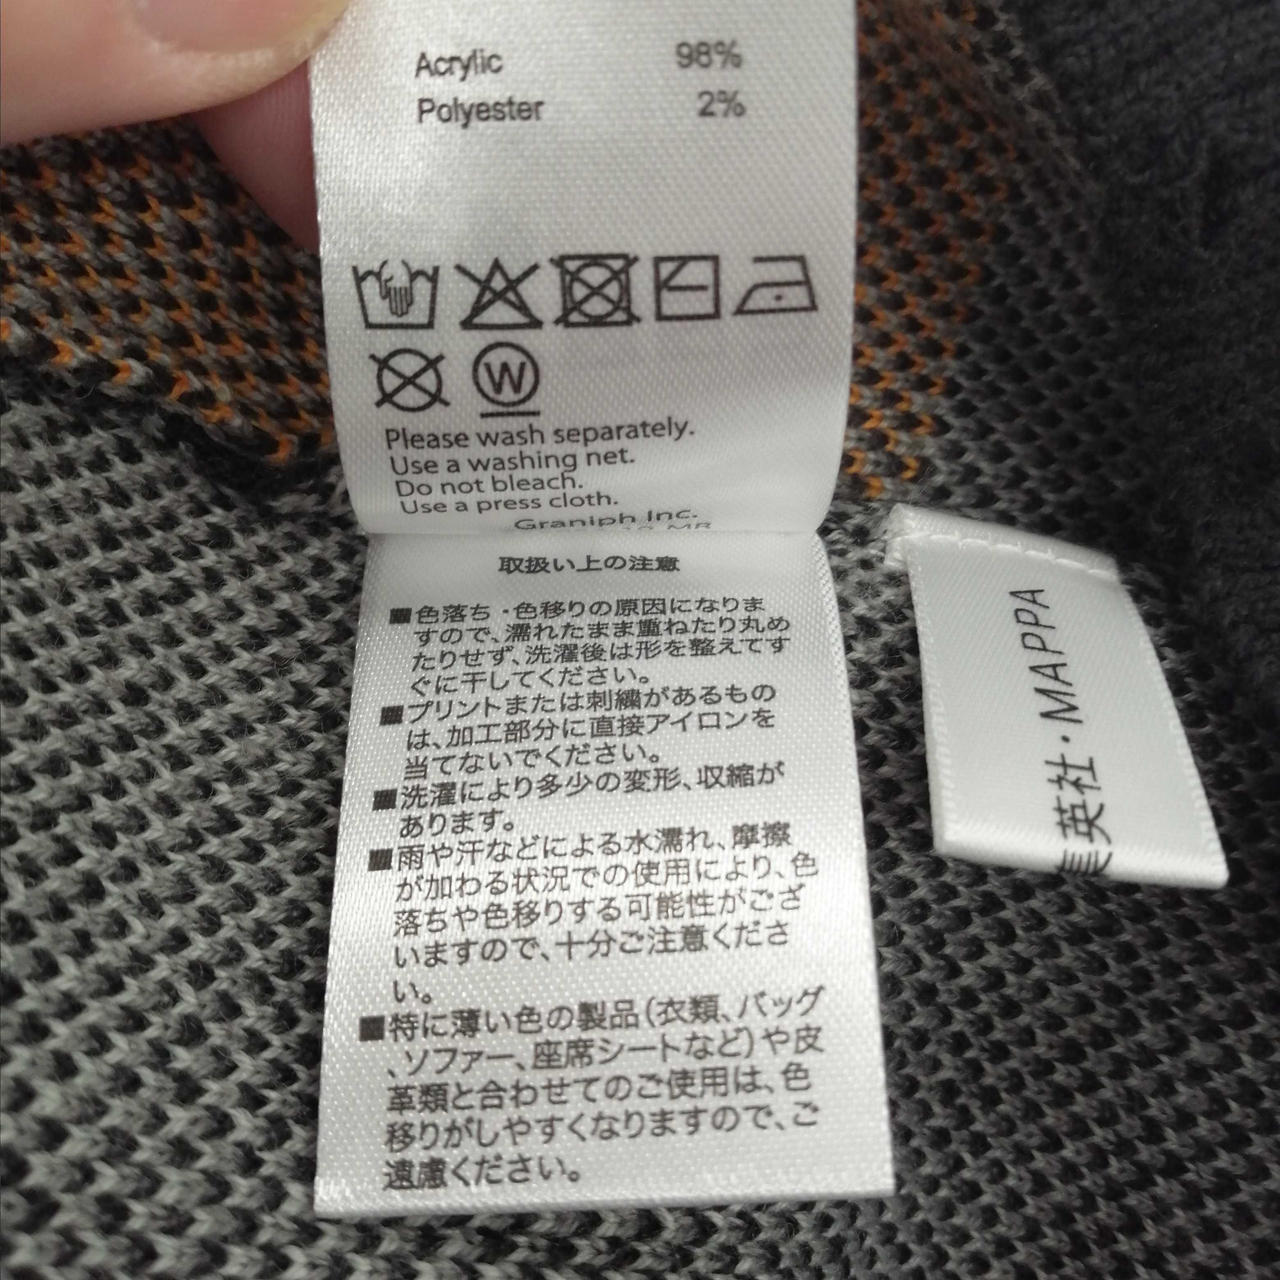 Acrylic 98%
Polyester 2%
W
Please wash separately.
Use a washing net.
Do not bleach.
Use a press cloth.
Graniph Inc.
取扱い上の注意
■色落ち・色移りの原因になりま
すので、濡れたまま重ねたり丸め
たりせず、洗濯後は形を整えてす
ぐに干してください。
■プリントまたは刺繍があるもの
は、加工部分に直接アイロンを
当てないでください。
■洗濯により多少の変形、収縮が
あります。
■雨や汗などによる水濡れ、摩擦
が加わる状況での使用により、色
落ちや色移りする可能性がござ
いますので、十分ご注意くださ
い。
■特に薄い色の製品(衣類、バッグ
、ソファー、座席シートなど)や皮
革類と合わせてのご使用は、色
移りがしやすくなりますので、ご
遠慮ください。
英社・MAPPA